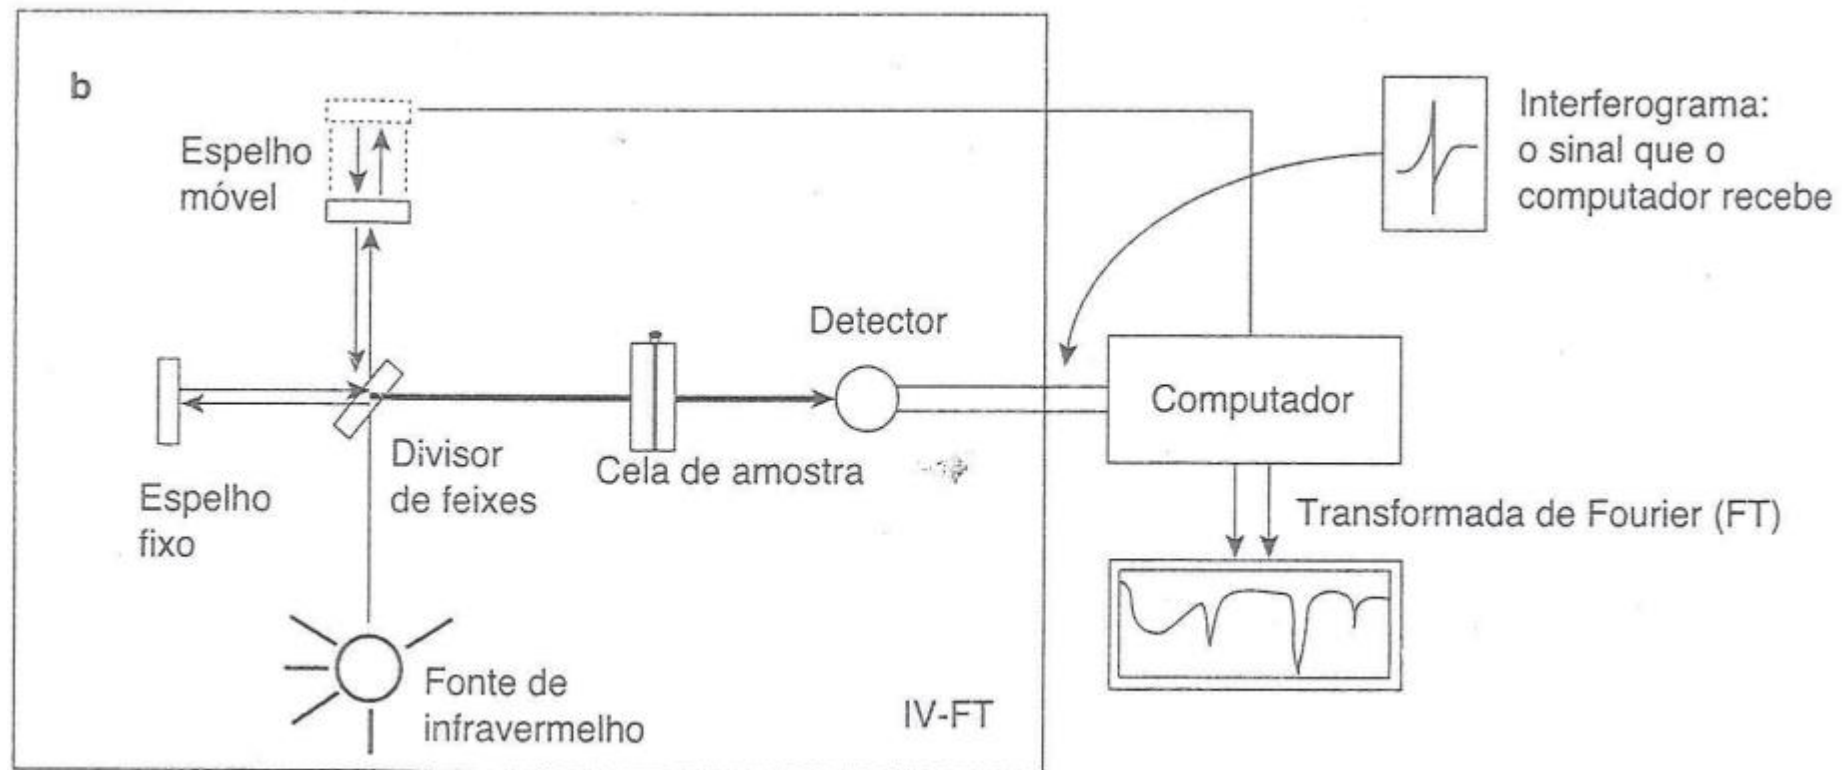 b
Espelho
móvel
Interferograma:
o sinal que o
computador recebe
Detector
Computador
Divisor
de feixes
Cela de amostra
Espelho
fixo
Transformada de Fourier (FT)
Fonte de
infravermelho
IV-FT